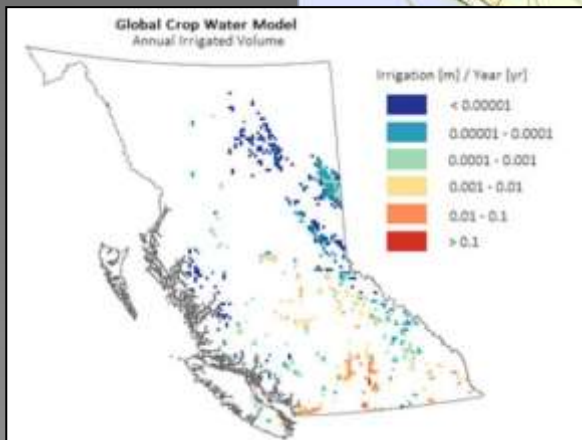 Global Crop Water Model
Annual Irrigated Volume
Irrigation [m] / Year [yr]
< 0.00001
0.00001 - 0.0001
0.0001 - 0.001
0.001 - 0.01
0.01 - 0.1
> 0.1